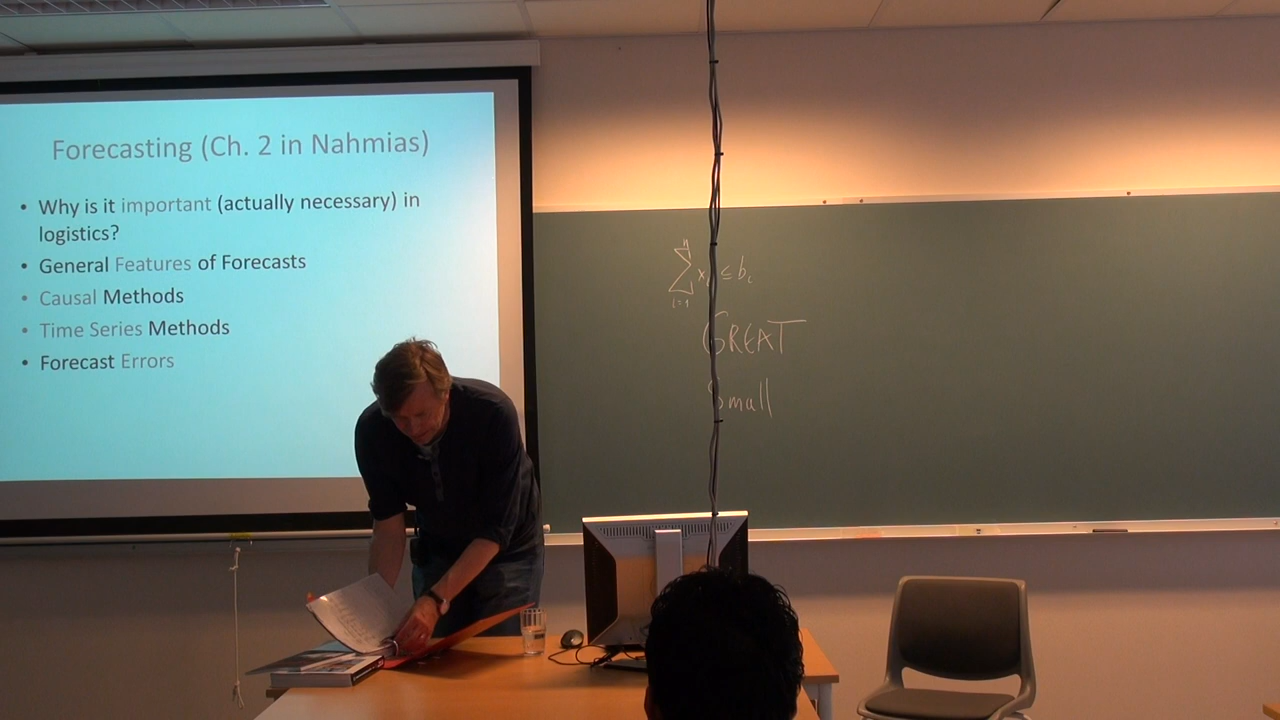 Forecasting (Ch. 2 in Nahmias)
• Why is it important (actually necessary) in
logistics?
• General Features of Forecasts
• Causal Methods
• Time Series Methods
• Forecast Errors
n
∑ x ≤ b
i=1
GREAT
Small